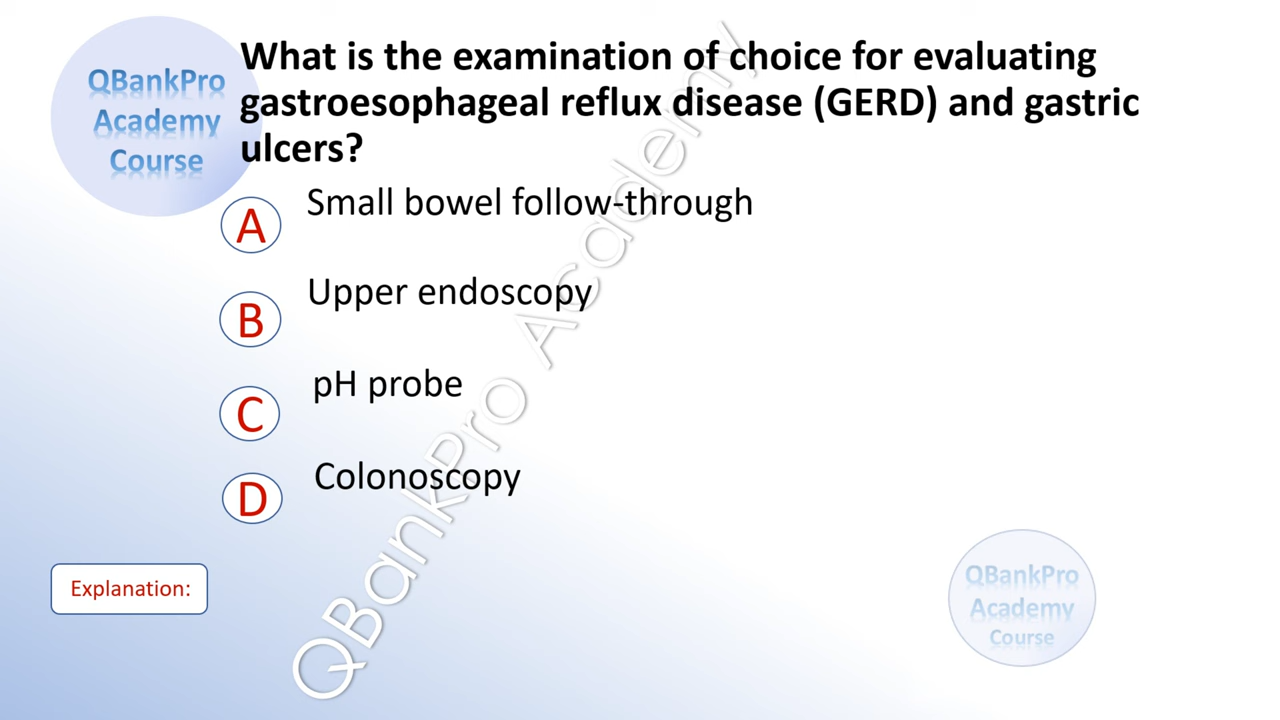 QBankPro
Academy
Course
What is the examination of choice for evaluating
gastroesophageal reflux disease (GERD) and gastric
ulcers?
A
Small bowel follow-through
B
Upper endoscopy
C
pH probe
D
Colonoscopy
Explanation:
QBankPro Academy
QBankPro
Academy
Course